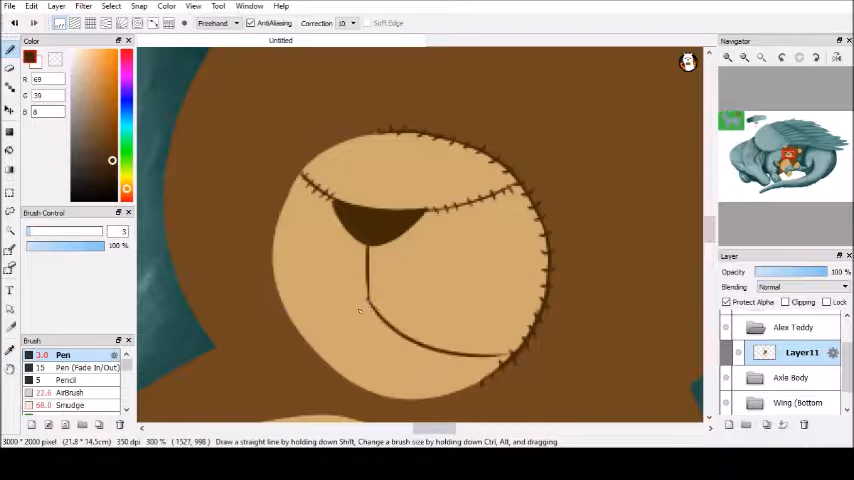 File Edit Layer Filter Select Snap Color View Tool Window Help
off Freehand AntiAliasing Correction 10 Soft Edge
Color Untitled Navigator
R 69
G 39
B 8
Brush Control
3
100 %
Layer
Opacity 100 %
Blending Normal
Protect Alpha Clipping Lock
Alex Teddy
Layer11
Axle Body
Wing (Bottom
Brush
3.0 Pen
15 Pen (Fade In/Out)
5 Pencil
22.6 AirBrush
68.0 Smudge
3000 * 2000 pixel (21.8 * 14.5cm) 350 dpi 300 % ( 1527, 998 ) Draw a straight line by holding down Shift, Change a brush size by holding down Ctrl, Alt, and dragging.